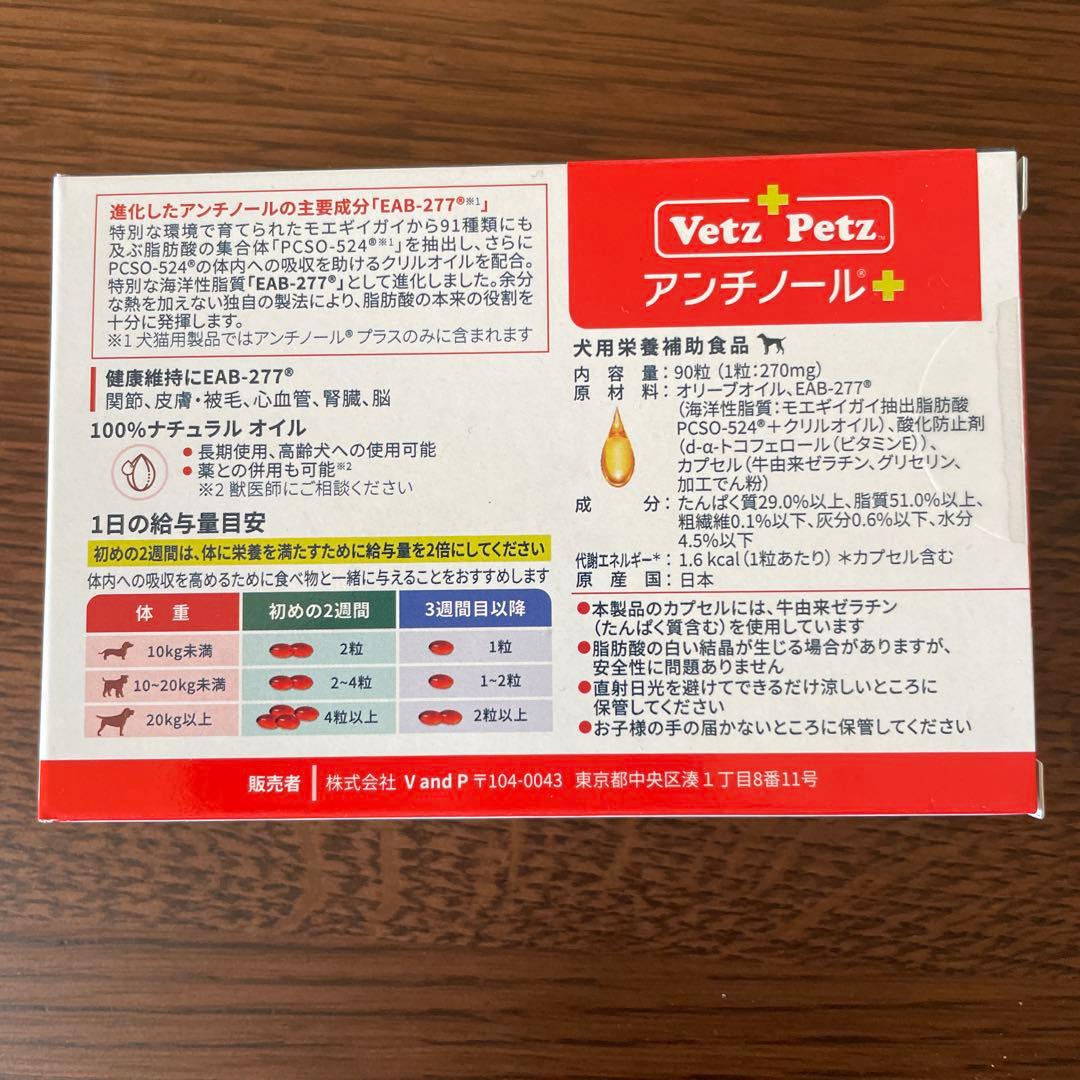 進化したアンチノールの主要成分「EAB-277®※1」
特別な環境で育てられたモエギイガイから91種類にも
及ぶ脂肪酸の集合体「PCSO-524®※1」を抽出し、さらに
PCSO-524®の体内への吸収を助けるクリルオイルを配合。
特別な海洋性脂質「EAB-277®」として進化しました。余分
な熱を加えない独自の製法により、脂肪酸の本来の役割を
十分に発揮します。
※1 犬猫用製品ではアンチノール® プラスのみに含まれます
健康維持にEAB-277®
関節、皮膚・被毛、心血管、腎臓、脳
100%ナチュラル オイル
●長期使用、高齢犬への使用可能
●薬との併用も可能※2
※2 獣医師にご相談ください
1日の給与量目安
初めの2週間は、体に栄養を満たすために給与量を2倍にしてください
体内への吸収を高めるために食べ物と一緒に与えることをおすすめします
体 重 初めの2週間 3週間目以降
10kg未満 2粒 1粒
10~20kg未満 2~4粒 1~2粒
20kg以上 4粒以上 2粒以上
Vetz Petz™
アンチノール®
犬用栄養補助食品
内容量:90粒(1粒:270mg)
原材料:オリーブオイル、EAB-277®
(海洋性脂質:モエギイガイ抽出脂肪酸
PCSO-524®+クリルオイル)、酸化防止剤
(d-α-トコフェロール(ビタミンE))、
カプセル(牛由来ゼラチン、グリセリン、
加工でん粉)
成分:たんぱく質29.0%以上、脂質51.0%以上、
粗繊維0.1%以下、灰分0.6%以下、水分
4.5%以下
代謝エネルギー*:1.6 kcal(1粒あたり) *カプセル含む
原産国:日本
●本製品のカプセルには、牛由来ゼラチン
(たんぱく質含む)を使用しています
●脂肪酸の白い結晶が生じる場合がありますが、
安全性に問題ありません
●直射日光を避けてできるだけ涼しいところに
保管してください
●お子様の手の届かないところに保管してください
販売者 株式会社 V and P 〒104-0043 東京都中央区湊1丁目8番11号